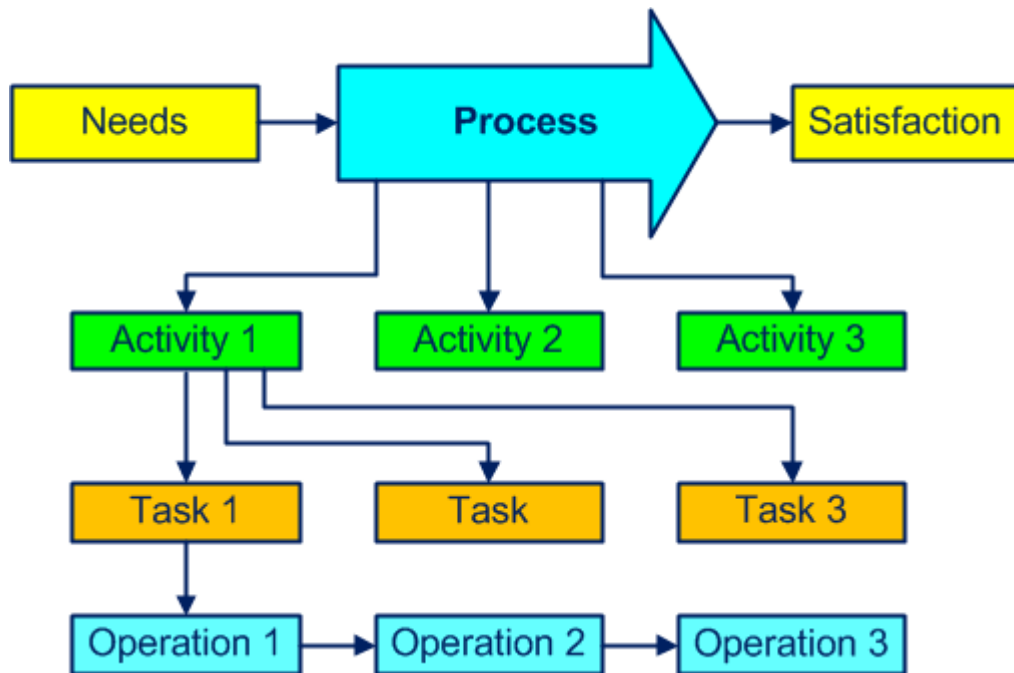 Needs
Process
Satisfaction
Activity 1
Activity 2
Activity 3
Task 1
Task
Task 3
Operation 1
Operation 2
Operation 3